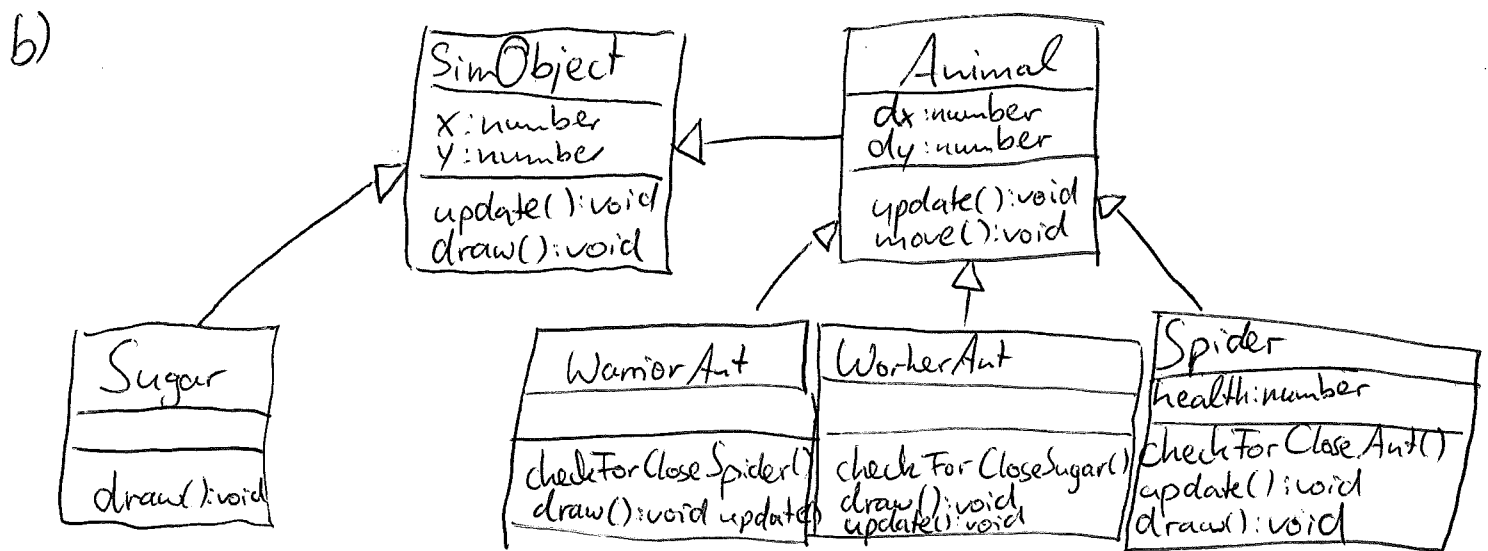 b)
SimObject
x:number
y:number
update():void
draw():void
Animal
dx:number
dy:number
update():void
move():void
Sugar
draw():void
WarriorAnt
checkForCloseSpider()
draw():void update()
WorkerAnt
checkForCloseSugar()
draw():void
update():void
Spider
health:number
checkForCloseAnt()
update():void
draw():void